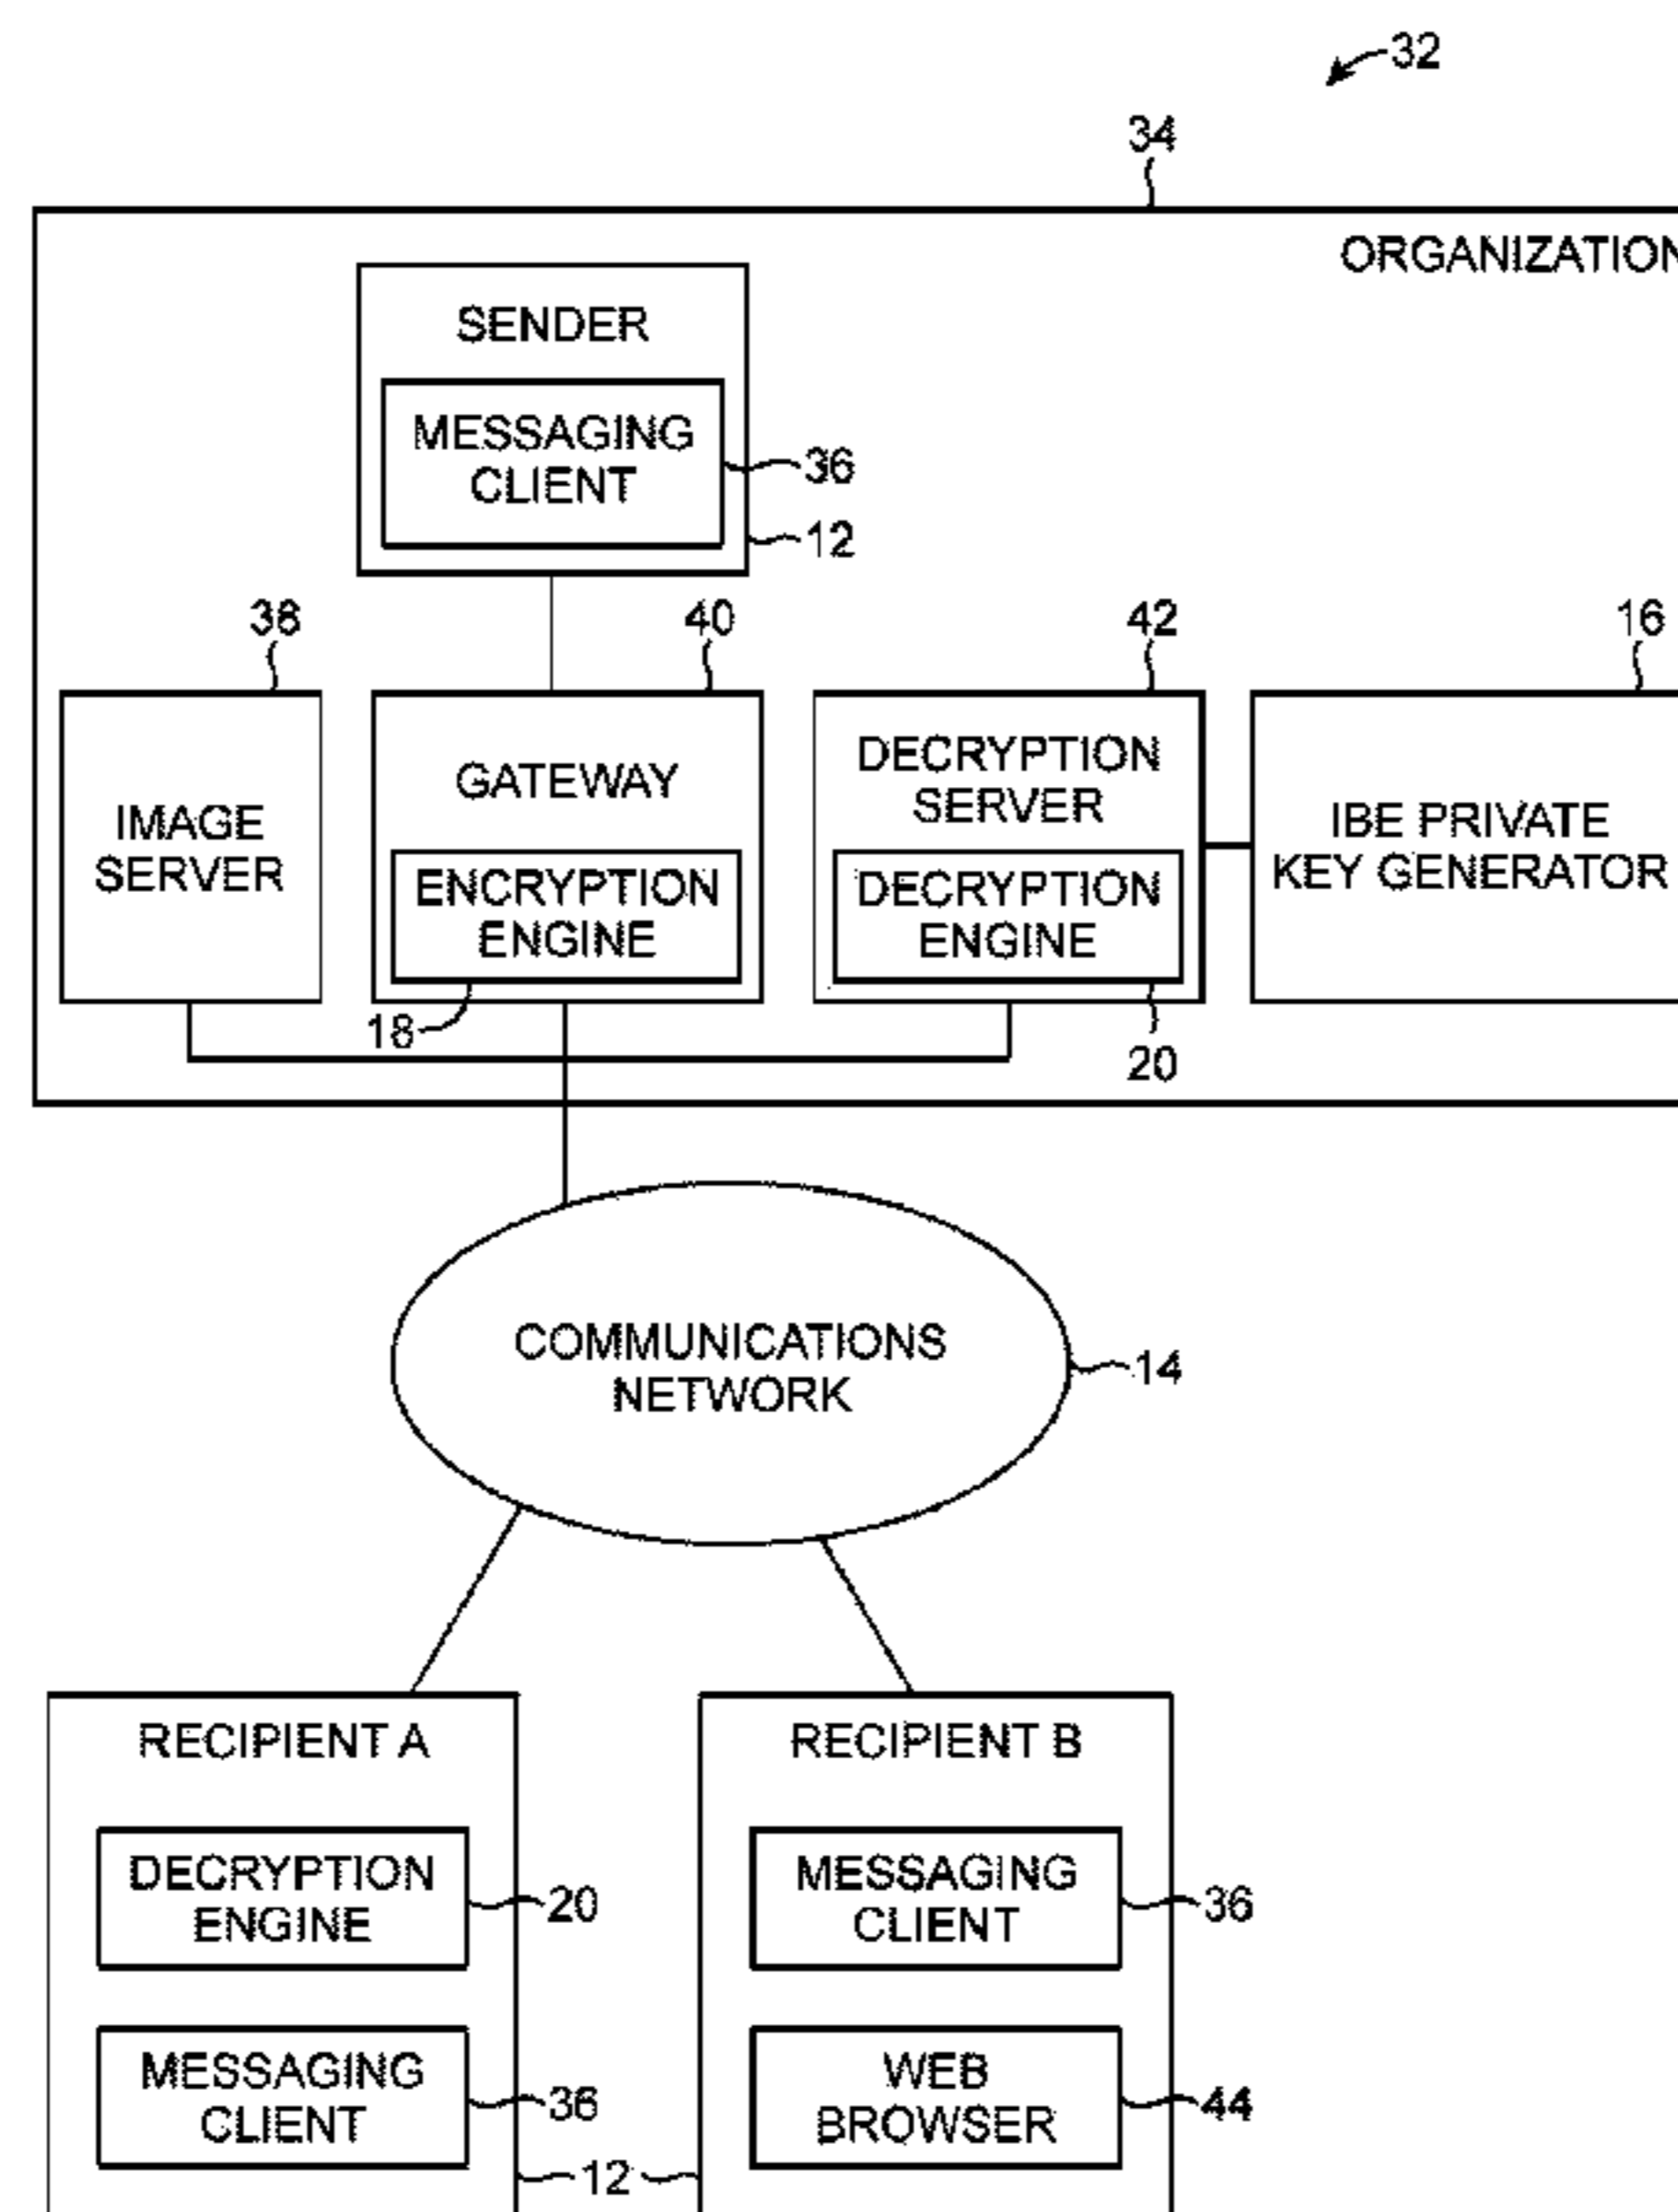 32
34
ORGANIZATION
SENDER
MESSAGING
CLIENT
36
12
38
40
42
16
IMAGE
SERVER
GATEWAY
ENCRYPTION
ENGINE
18
DECRYPTION
SERVER
DECRYPTION
ENGINE
20
IBE PRIVATE
KEY GENERATOR
COMMUNICATIONS
NETWORK
14
RECIPIENT A
DECRYPTION
ENGINE
20
MESSAGING
CLIENT
36
12
RECIPIENT B
MESSAGING
CLIENT
36
WEB
BROWSER
44